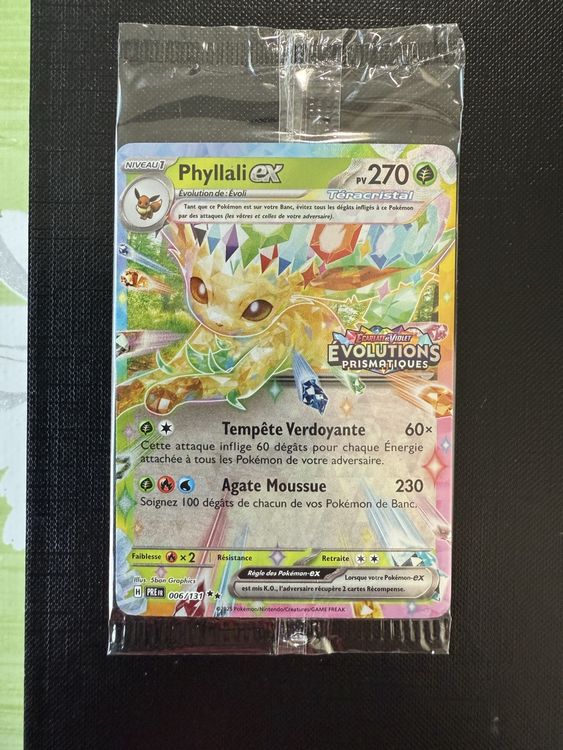 NIVEAU 1
Phyllali ex
PV 270
Évolution de : Évoli
Téracristal
Tant que ce Pokémon est sur votre Banc, évitez tous les dégâts infligés à ce Pokémon
par des attaques (les vôtres et celles de votre adversaire).
ÉCARLATE ET VIOLET
ÉVOLUTIONS
PRISMATIQUES
Tempête Verdoyante 60×
Cette attaque inflige 60 dégâts pour chaque Énergie
attachée à tous les Pokémon de votre adversaire.
Agate Moussue 230
Soignez 100 dégâts de chacun de vos Pokémon de Banc.
Faiblesse ×2 Résistance Retraite
Illus. 5ban Graphics
Règle des Pokémon-ex Lorsque votre Pokémon-ex
est mis K.O., l'adversaire récupère 2 cartes Récompense.
H PRE FR 006/131
©2025 Pokémon/Nintendo/Creatures/GAME FREAK